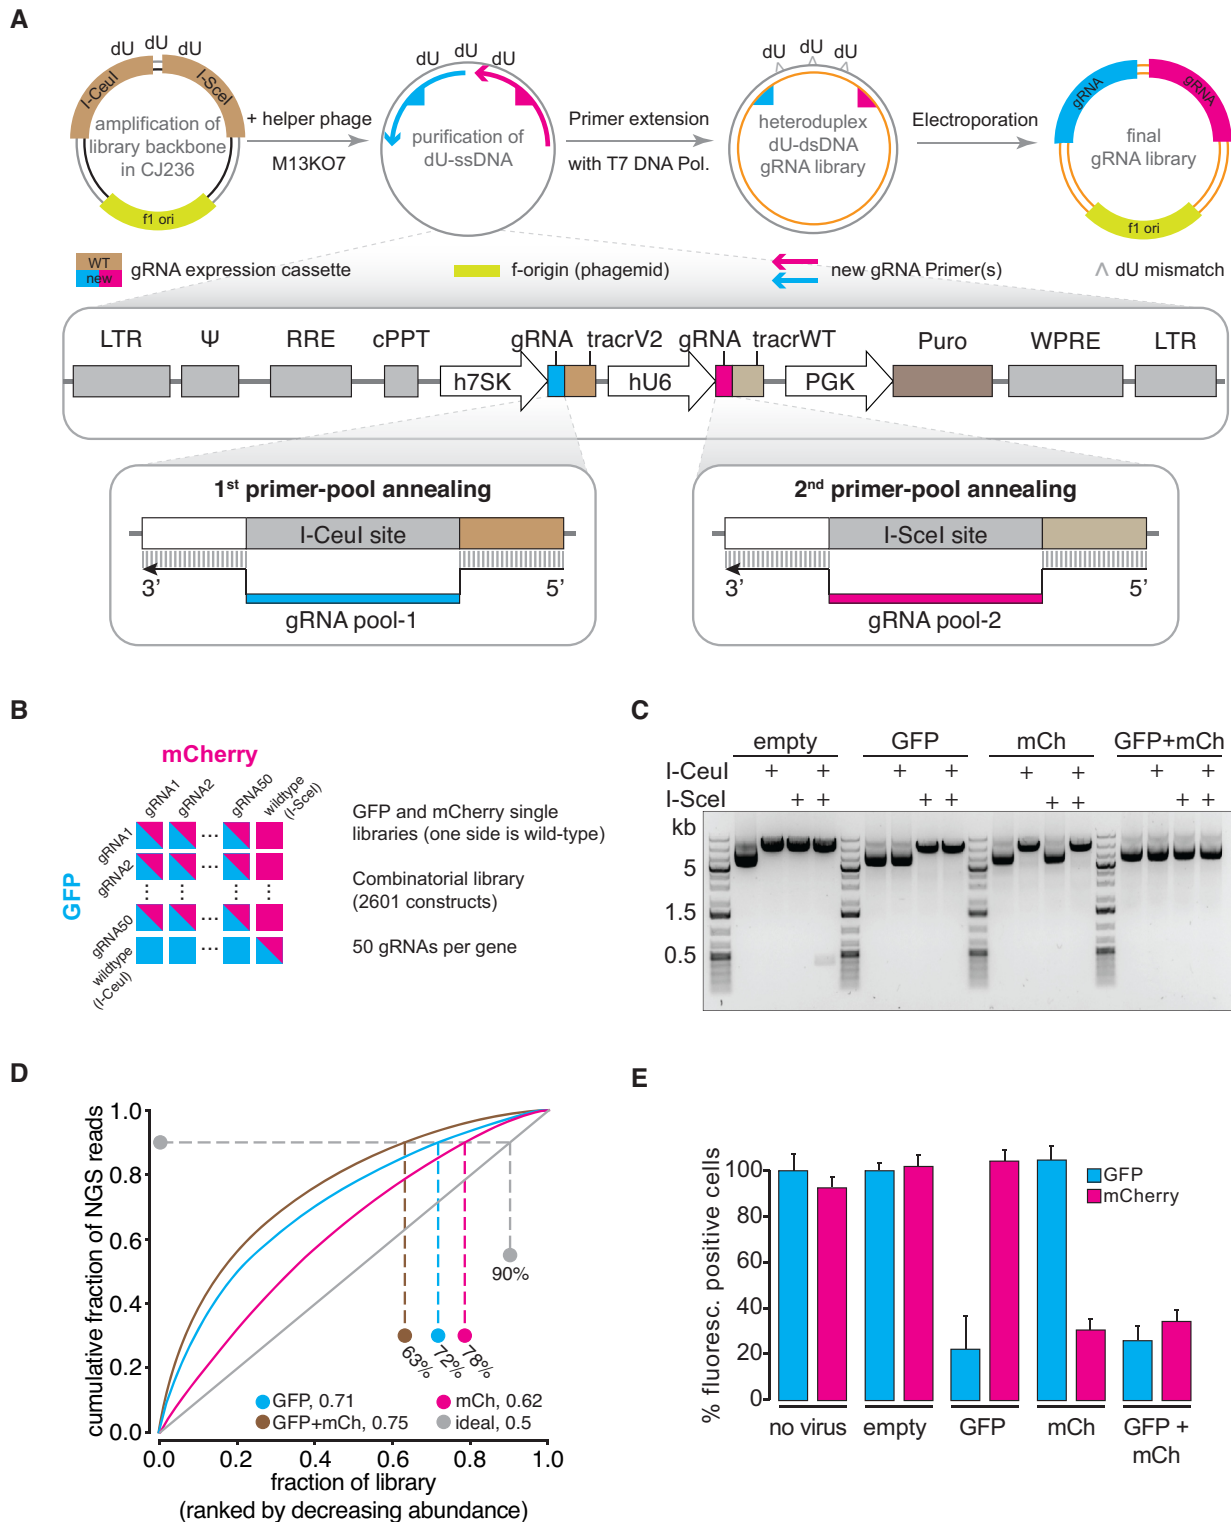 A
dU dU dU
I-CeuI
I-SceI
amplification of
library backbone
in CJ236
f1 ori
+ helper phage
M13KO7
dU dU dU
purification of
dU-ssDNA
Primer extension
with T7 DNA Pol.
dU dU dU
heteroduplex
dU-dsDNA
gRNA library
Electroporation
gRNA
gRNA
final
gRNA library
f1 ori
WT
new
gRNA expression cassette
f-origin (phagemid)
new gRNA Primer(s)
dU mismatch
LTR Ψ RRE cPPT gRNA tracrV2 gRNA tracrWT Puro WPRE LTR
h7SK hU6 PGK
1st primer-pool annealing
I-CeuI site
3’ 5’
gRNA pool-1
2nd primer-pool annealing
I-SceI site
3’ 5’
gRNA pool-2
B
mCherry
gRNA1 gRNA2 gRNA50 wildtype (I-SceI)
GFP
gRNA1
gRNA2
gRNA50
wildtype
(I-CeuI)
GFP and mCherry single
libraries (one side is wild-type)
Combinatorial library
(2601 constructs)
50 gRNAs per gene
C
empty GFP mCh GFP+mCh
I-CeuI + + + + + + + +
I-SceI + + + + + + + +
kb
5
1.5
0.5
D
cumulative fraction of NGS reads
1.0
0.8
0.6
0.4
0.2
0.0
90%
63% 72% 78%
GFP, 0.71
mCh, 0.62
GFP+mCh, 0.75
ideal, 0.5
0.0 0.2 0.4 0.6 0.8 1.0
fraction of library
(ranked by decreasing abundance)
E
% fluoresc. positive cells
100
80
60
40
20
0
GFP
mCherry
no virus empty GFP mCh GFP +
mCh